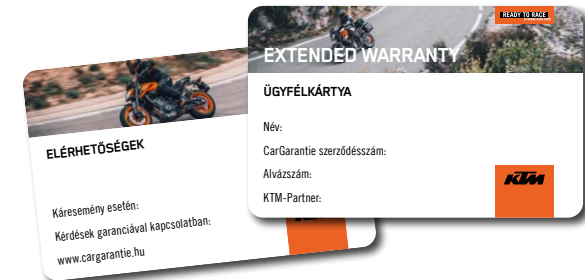 READY TO RACE
EXTENDED WARRANTY
ÜGYFÉLKÁRTYA
Név:
CarGarantie szerződésszám:
Alvázszám:
KTM-Partner:
KTM
ELÉRHETŐSÉGEK
Káresemény esetén:
Kérdések garanciával kapcsolatban:
www.cargarantie.hu